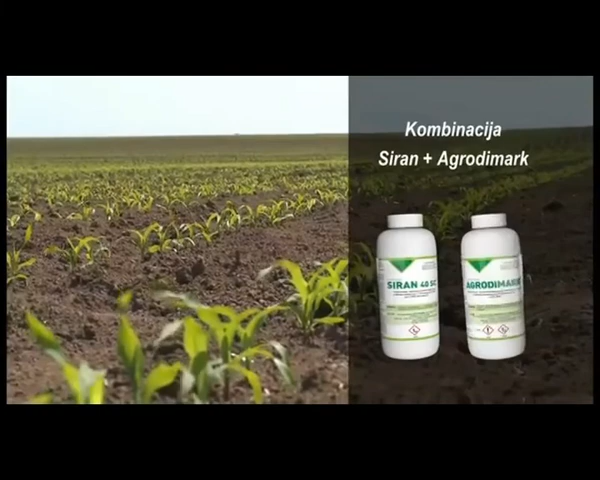 Kombinacija
Siran + Agrodimark
SIRAN 40 SC
AGRODIMARK